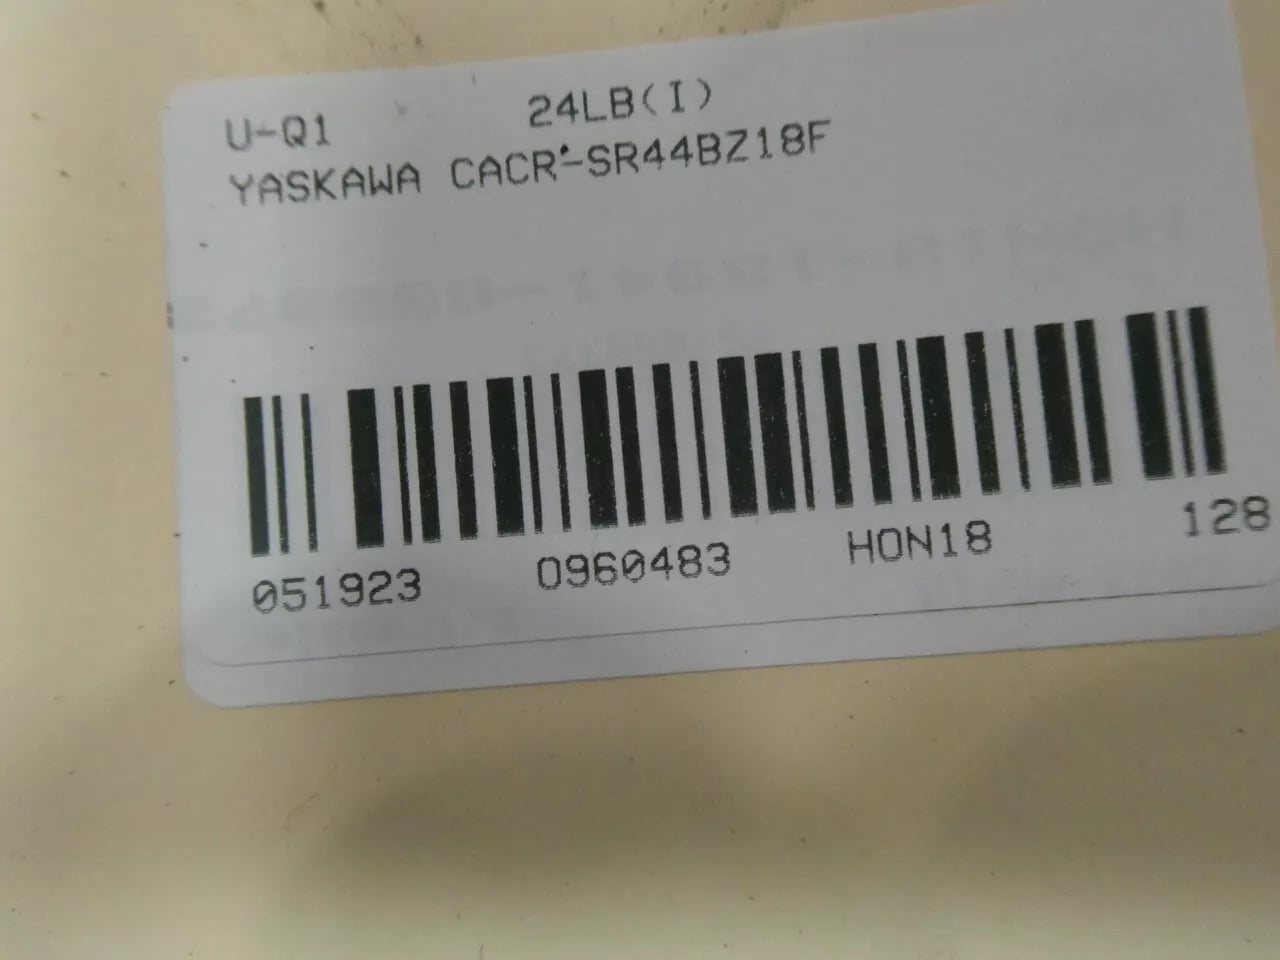 U-Q1 24LB(I)
YASKAWA CACR-SR44BZ18F
051923 0960483 HON18 128